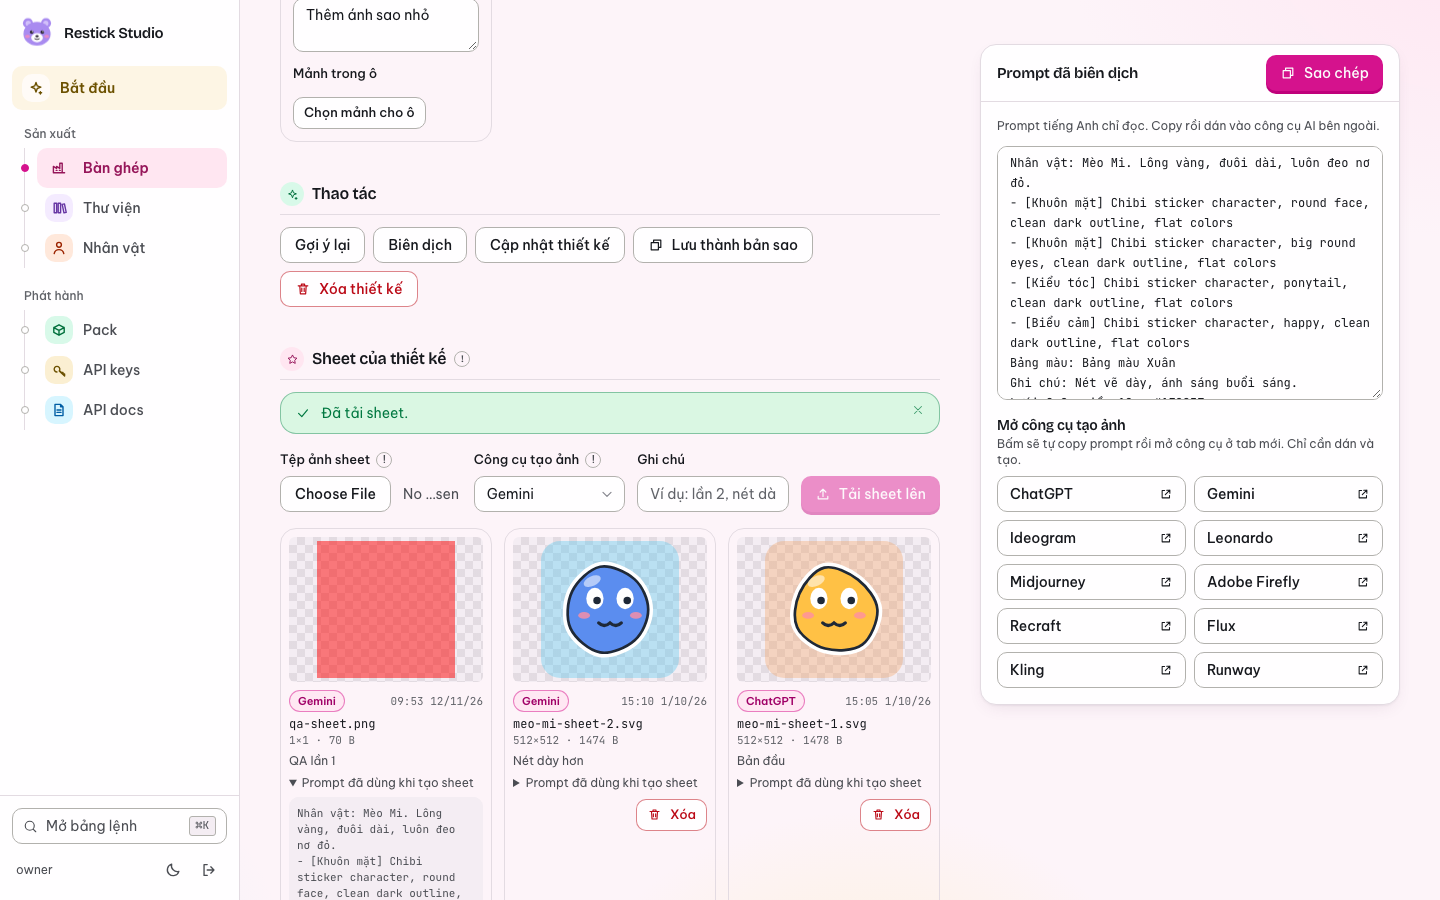 Restick Studio
Bắt đầu
Sản xuất
Bàn ghép
Thư viện
Nhân vật
Phát hành
Pack
API keys
API docs
Mở bảng lệnh
⌘K
owner
Thêm ánh sao nhỏ
Mảnh trong ô
Chọn mảnh cho ô
Thao tác
Gợi ý lại
Biên dịch
Cập nhật thiết kế
Lưu thành bản sao
Xóa thiết kế
Sheet của thiết kế
Đã tải sheet.
Tệp ảnh sheet
Công cụ tạo ảnh
Ghi chú
Choose File No ...sen
Gemini
Ví dụ: lần 2, nét dà
Tải sheet lên
Gemini 09:53 12/11/26
qa-sheet.png
1×1 · 70 B
QA lần 1
▼ Prompt đã dùng khi tạo sheet
Nhân vật: Mèo Mi. Lông
vàng, đuôi dài, luôn đeo
nơ đỏ.
- [Khuôn mặt] Chibi
sticker character, round
face, clean dark outline,
Gemini 15:10 1/10/26
meo-mi-sheet-2.svg
512×512 · 1474 B
Nét dày hơn
▶ Prompt đã dùng khi tạo sheet
Xóa
ChatGPT 15:05 1/10/26
meo-mi-sheet-1.svg
512×512 · 1478 B
Bản đầu
▶ Prompt đã dùng khi tạo sheet
Xóa
Prompt đã biên dịch
Sao chép
Prompt tiếng Anh chỉ đọc. Copy rồi dán vào công cụ AI bên ngoài.
Nhân vật: Mèo Mi. Lông vàng, đuôi dài, luôn đeo nơ
đỏ.
- [Khuôn mặt] Chibi sticker character, round face,
clean dark outline, flat colors
- [Khuôn mặt] Chibi sticker character, big round
eyes, clean dark outline, flat colors
- [Kiểu tóc] Chibi sticker character, ponytail,
clean dark outline, flat colors
- [Biểu cảm] Chibi sticker character, happy, clean
dark outline, flat colors
Bảng màu: Bảng màu Xuân
Ghi chú: Nét vẽ dày, ánh sáng buổi sáng.
Mở công cụ tạo ảnh
Bấm sẽ tự copy prompt rồi mở công cụ ở tab mới. Chỉ cần dán và
tạo.
ChatGPT
Gemini
Ideogram
Leonardo
Midjourney
Adobe Firefly
Recraft
Flux
Kling
Runway